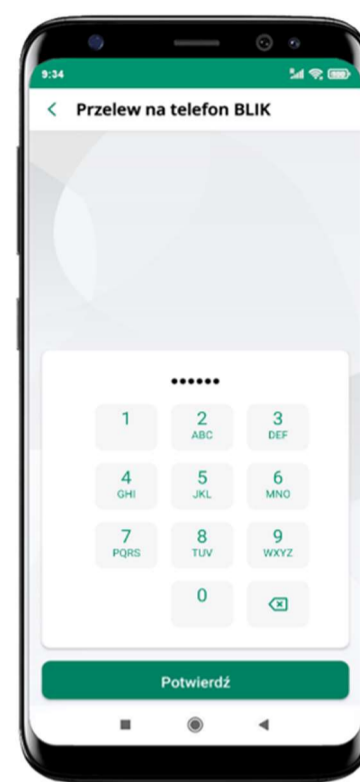 9:34
Przelew na telefon BLIK
••••••
1 2 3
ABC DEF
4 5 6
GHI JKL MNO
7 8 9
PQRS TUV WXYZ
0
Potwierdź